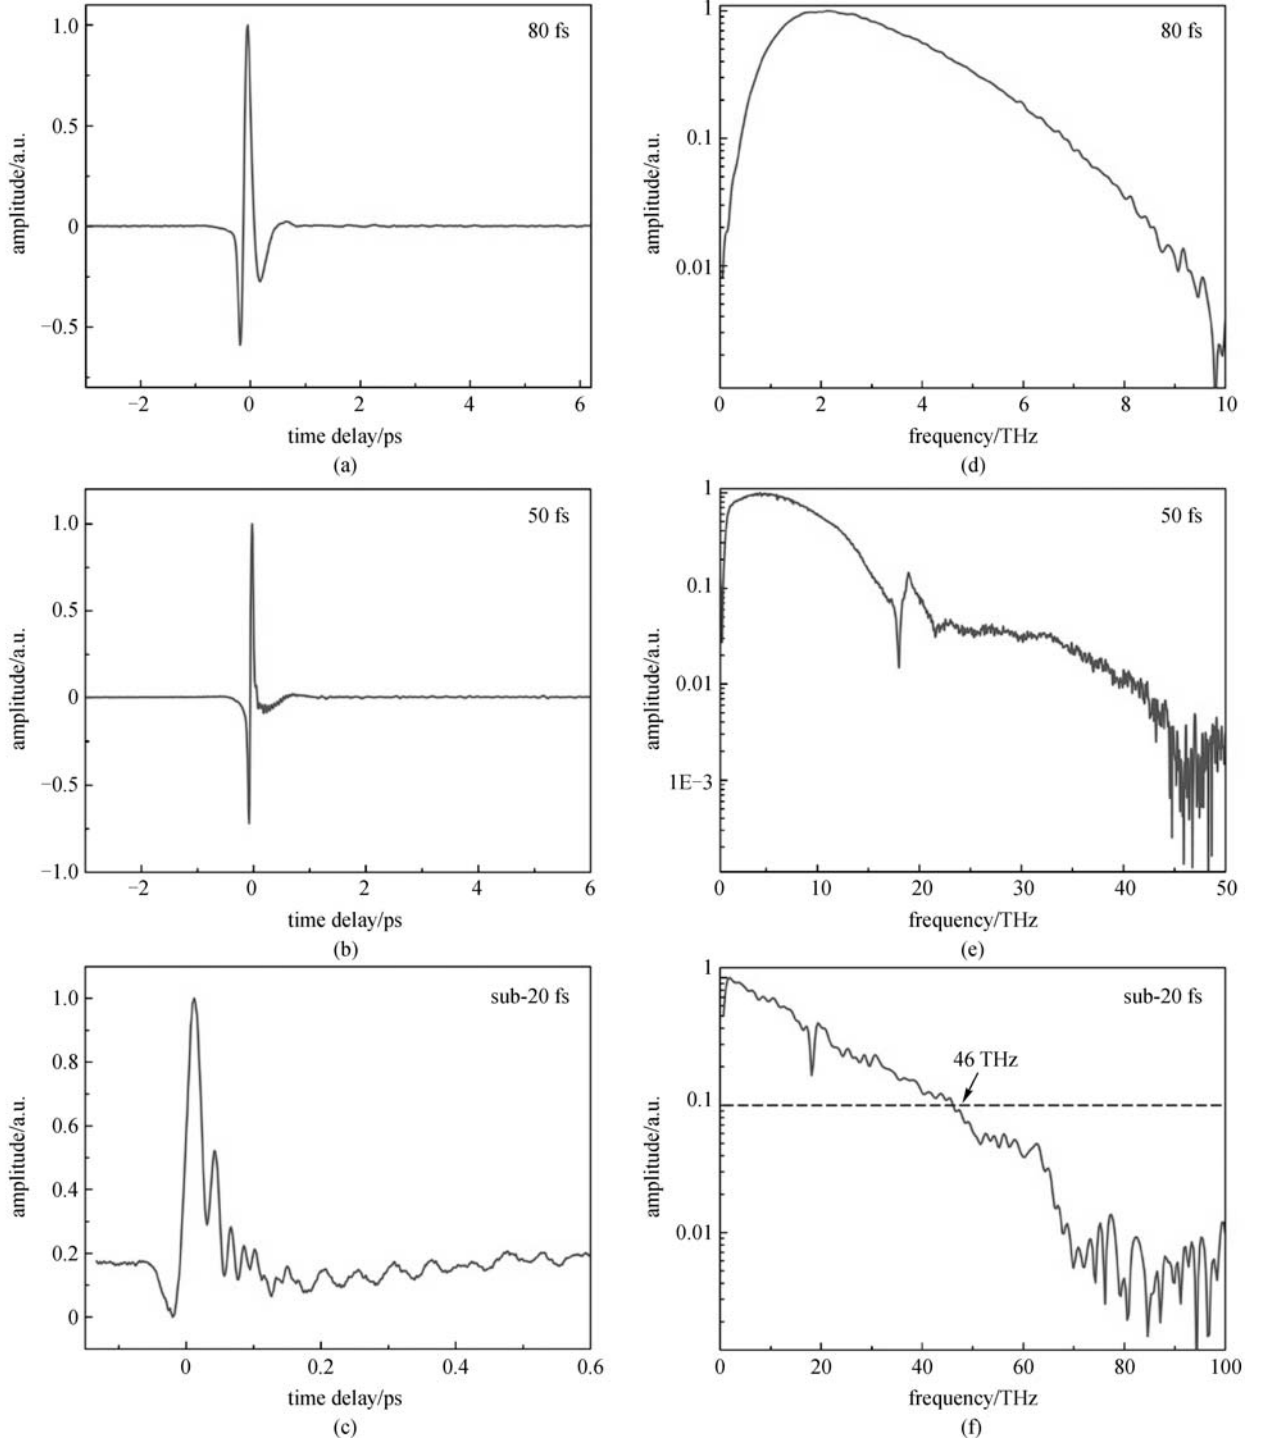 80 fs
1.0
0.5
0
−0.5
amplitude/a.u.
−2 0 2 4 6
time delay/ps
(a)
80 fs
1
0.1
0.01
amplitude/a.u.
0 2 4 6 8 10
frequency/THz
(d)
50 fs
1.0
0.5
0
−0.5
−1.0
amplitude/a.u.
−2 0 2 4 6
time delay/ps
(b)
50 fs
1
0.1
0.01
1E−3
amplitude/a.u.
0 10 20 30 40 50
frequency/THz
(e)
sub-20 fs
1.0
0.8
0.6
0.4
0.2
0
amplitude/a.u.
0 0.2 0.4 0.6
time delay/ps
(c)
sub-20 fs
46 THz
1
0.1
0.01
amplitude/a.u.
0 20 40 60 80 100
frequency/THz
(f)